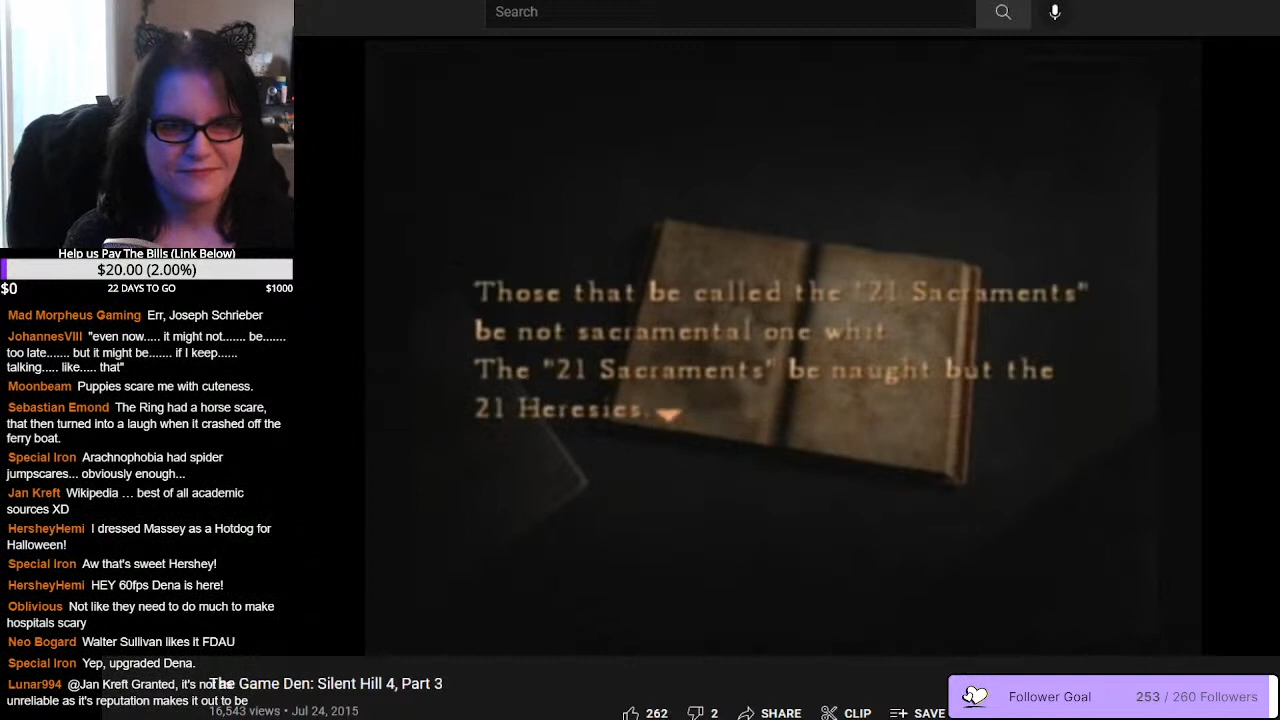 Search
Help us Pay The Bills (Link Below)
$20.00 (2.00%)
$0 22 DAYS TO GO $1000
Mad Morpheus Gaming Err, Joseph Schrieber
JohannesVIII "even now..... it might not....... be.......
too late....... but it might be....... if I keep......
talking..... like..... that"
Moonbeam Puppies scare me with cuteness.
Sebastian Emond The Ring had a horse scare,
that then turned into a laugh when it crashed off the
ferry boat.
Special Iron Arachnophobia had spider
jumpscares... obviously enough...
Jan Kreft Wikipedia … best of all academic
sources XD
HersheyHemi I dressed Massey as a Hotdog for
Halloween!
Special Iron Aw that's sweet Hershey!
HersheyHemi HEY 60fps Dena is here!
Oblivious Not like they need to do much to make
hospitals scary
Neo Bogard Walter Sullivan likes it FDAU
Special Iron Yep, upgraded Dena.
Lunar994 @Jan Kreft Granted, it's not as
unreliable as it's reputation makes it out to be
Those that be called the "21 Sacraments"
be not sacramental one whit.
The "21 Sacraments" be naught but the
21 Heresies.
The Game Den: Silent Hill 4, Part 3
16,543 views • Jul 24, 2015
262 2 SHARE CLIP SAVE
Follower Goal 253 / 260 Followers